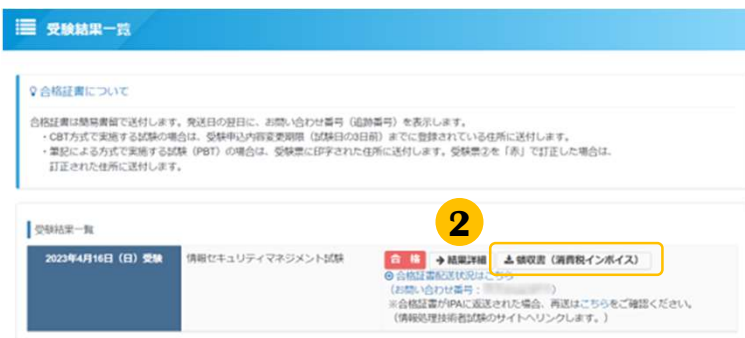 受験結果一覧
合格証書について
合格証書は簡易書留で送付します。発送日の翌日に、お問い合わせ番号（追跡番号）を表示します。
・CBT方式で実施する試験の場合は、受験申込内容変更期限（試験日の3日前）までに登録されている住所に送付します。
・筆記による方式で実施する試験（PBT）の場合は、受験票に印字された住所に送付します。受験票②を「赤」で訂正した場合は、
訂正された住所に送付します。
受験結果一覧
2
2023年4月16日（日）受験 情報セキュリティマネジメント試験 合 格 結果詳細 領収書（消費税インボイス）
合格証書配送状況はこちら
（お問い合わせ番号： ）
※合格証書がIPAに返送された場合、再送はこちらをご確認ください。
（情報処理技術者試験のサイトへリンクします。）